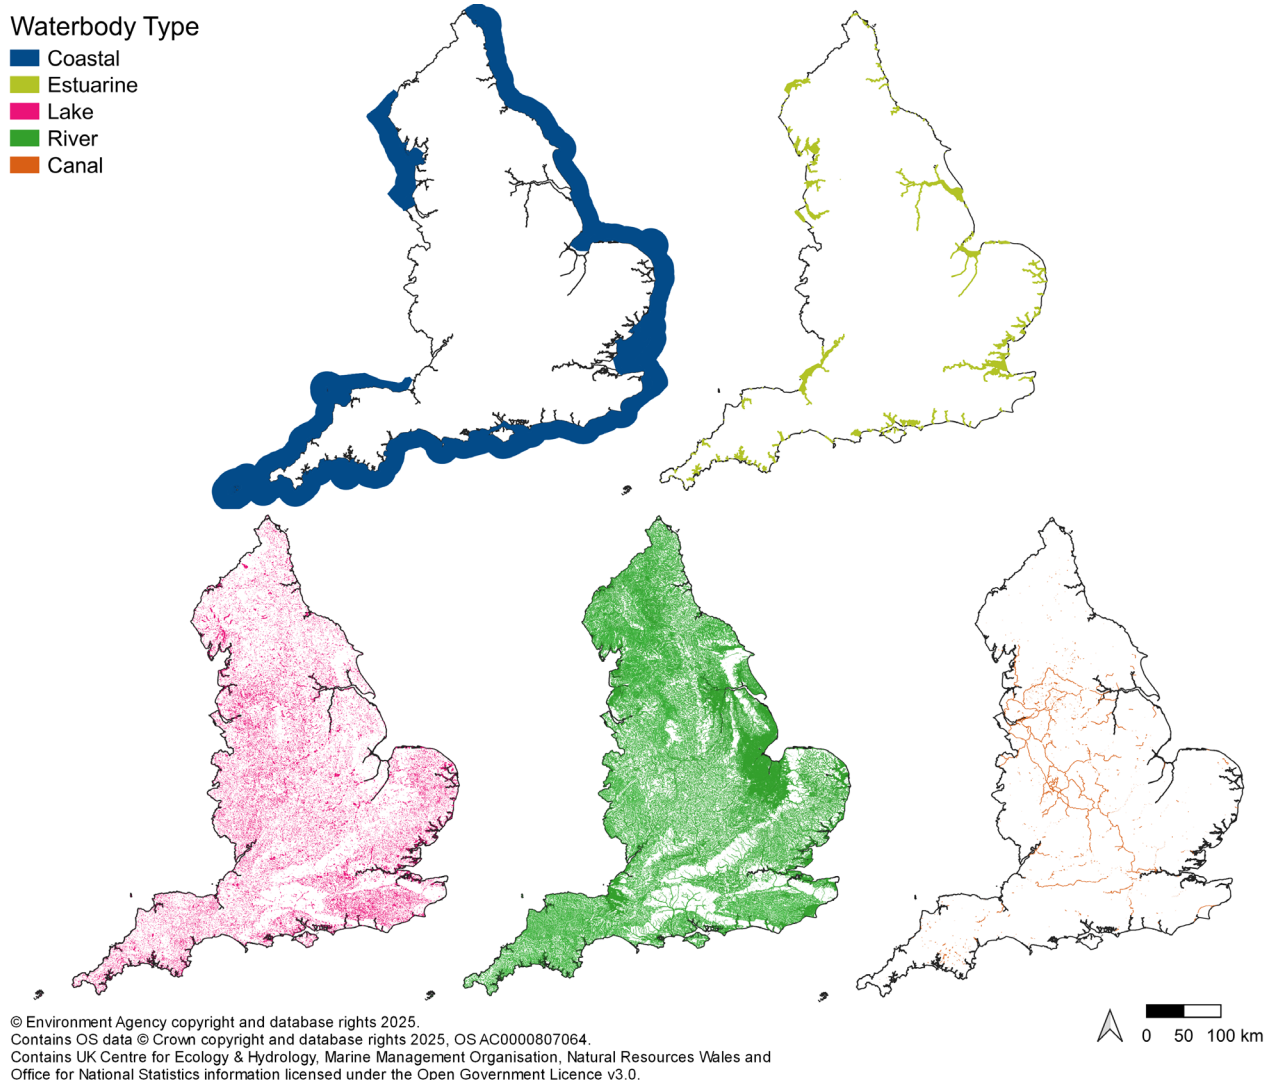 Waterbody Type
Coastal
Estuarine
Lake
River
Canal
© Environment Agency copyright and database rights 2025.
Contains OS data © Crown copyright and database rights 2025, OS AC0000807064.
Contains UK Centre for Ecology & Hydrology, Marine Management Organisation, Natural Resources Wales and
Office for National Statistics information licensed under the Open Government Licence v3.0.
0 50 100 km